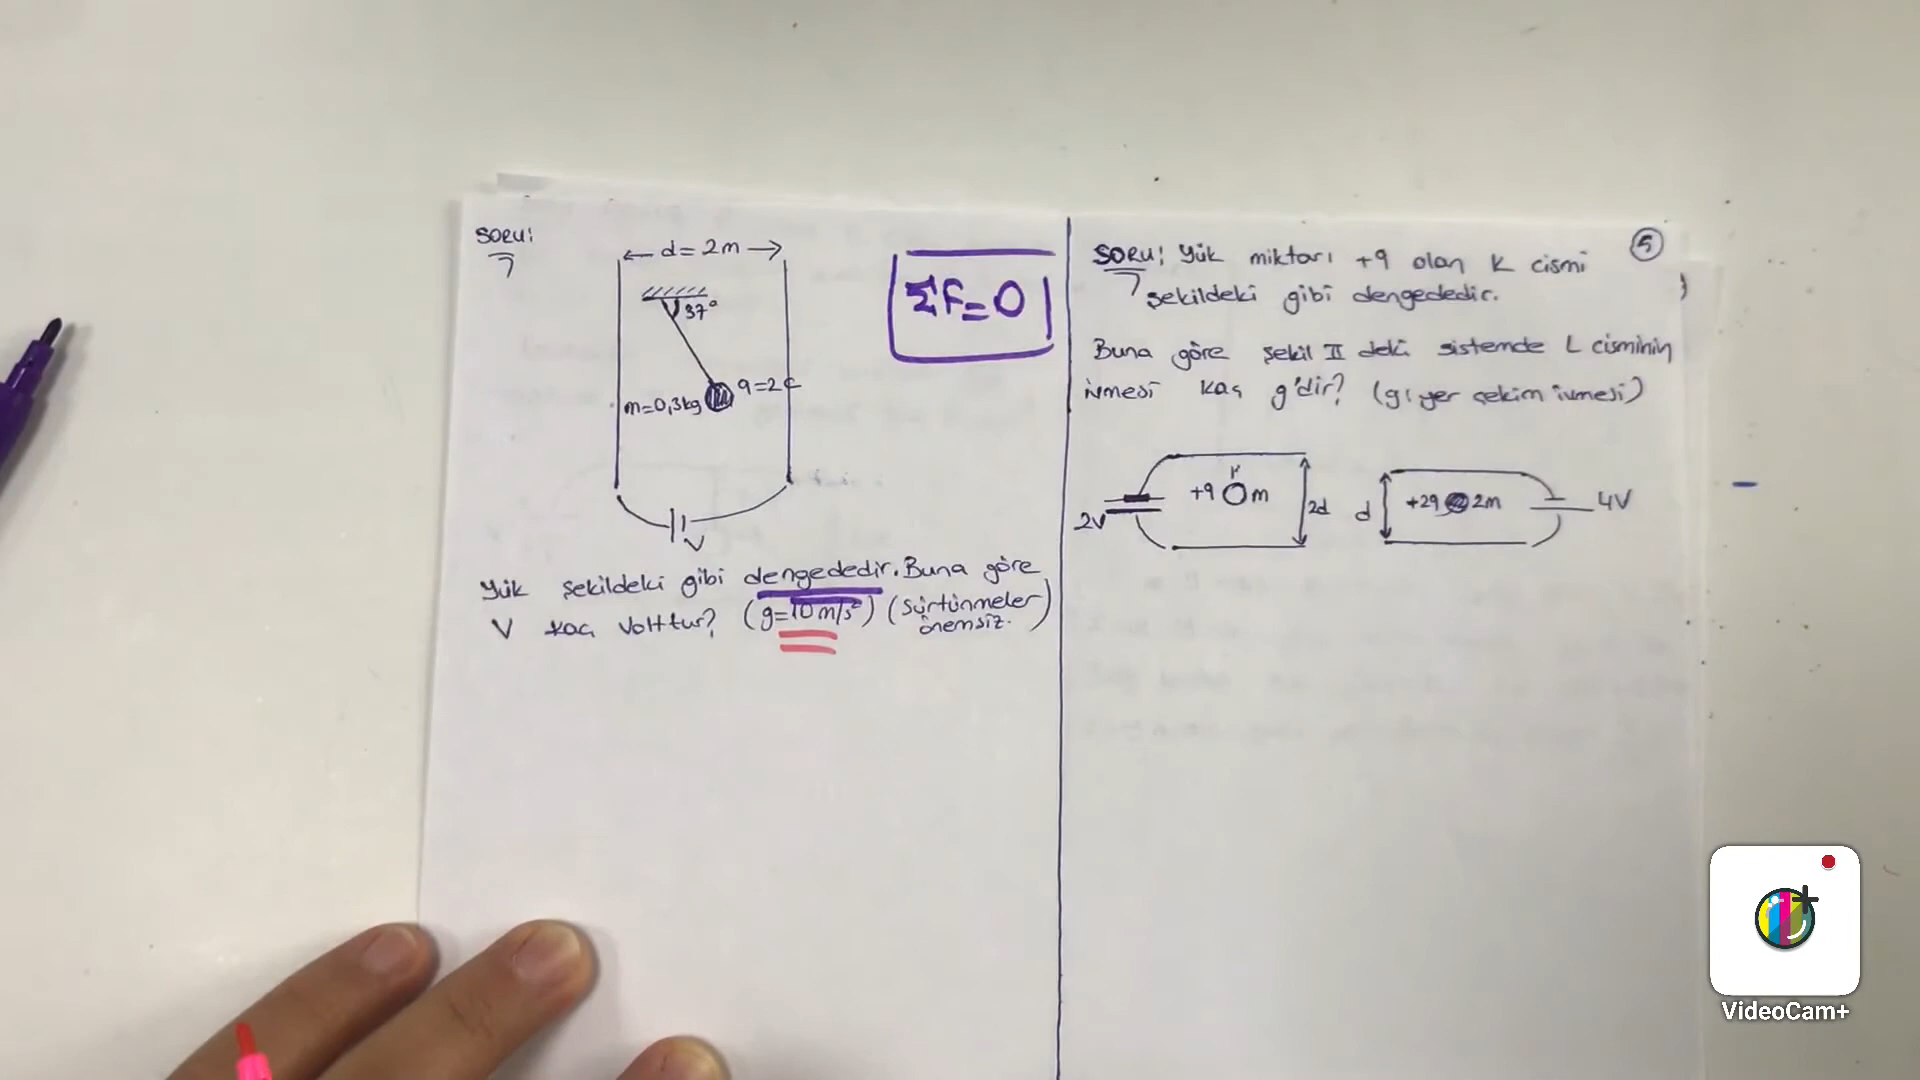 SORU:
d = 2m
37°
q=2C
m=0,3kg
V
Yük şekildeki gibi dengededir. Buna göre
V kaç Volttur? (g=10m/s²) (Sürtünmeler
önemsiz.)
ΣF=0
5
SORU: Yük miktarı +q olan K cismi
şekildeki gibi dengededir.
Buna göre şekil II deki sistemde L cisminin
ivmesi kaç g'dir? (g: yer çekim ivmesi)
K
+q m
2d
2V
d
+2q 2m
4V
VideoCam+